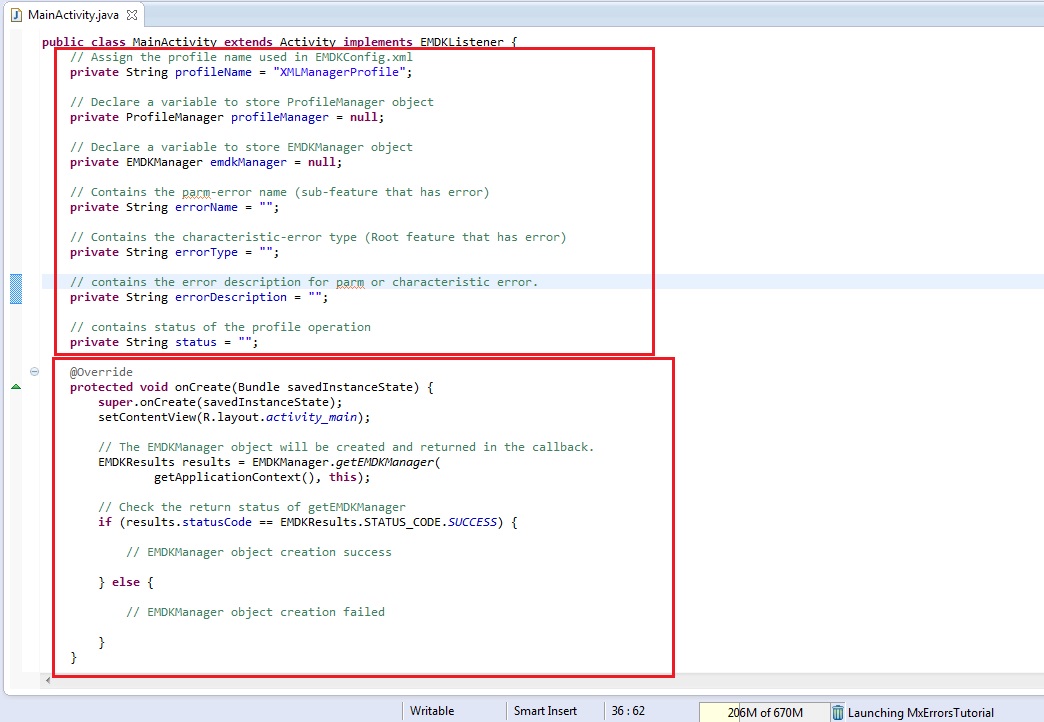 MainActivity.java
public class MainActivity extends Activity implements EMDKListener {
// Assign the profile name used in EMDKConfig.xml
private String profileName = "XMLManagerProfile";
// Declare a variable to store ProfileManager object
private ProfileManager profileManager = null;
// Declare a variable to store EMDKManager object
private EMDKManager emdkManager = null;
// Contains the parm-error name (sub-feature that has error)
private String errorName = "";
// Contains the characteristic-error type (Root feature that has error)
private String errorType = "";
// contains the error description for parm or characteristic error.
private String errorDescription = "";
// contains status of the profile operation
private String status = "";
@Override
protected void onCreate(Bundle savedInstanceState) {
super.onCreate(savedInstanceState);
setContentView(R.layout.activity_main);
// The EMDKManager object will be created and returned in the callback.
EMDKResults results = EMDKManager.getEMDKManager(
getApplicationContext(), this);
// Check the return status of getEMDKManager
if (results.statusCode == EMDKResults.STATUS_CODE.SUCCESS) {
// EMDKManager object creation success
} else {
// EMDKManager object creation failed
}
}
Writable Smart Insert 36 : 62 206M of 670M Launching MxErrorsTutorial